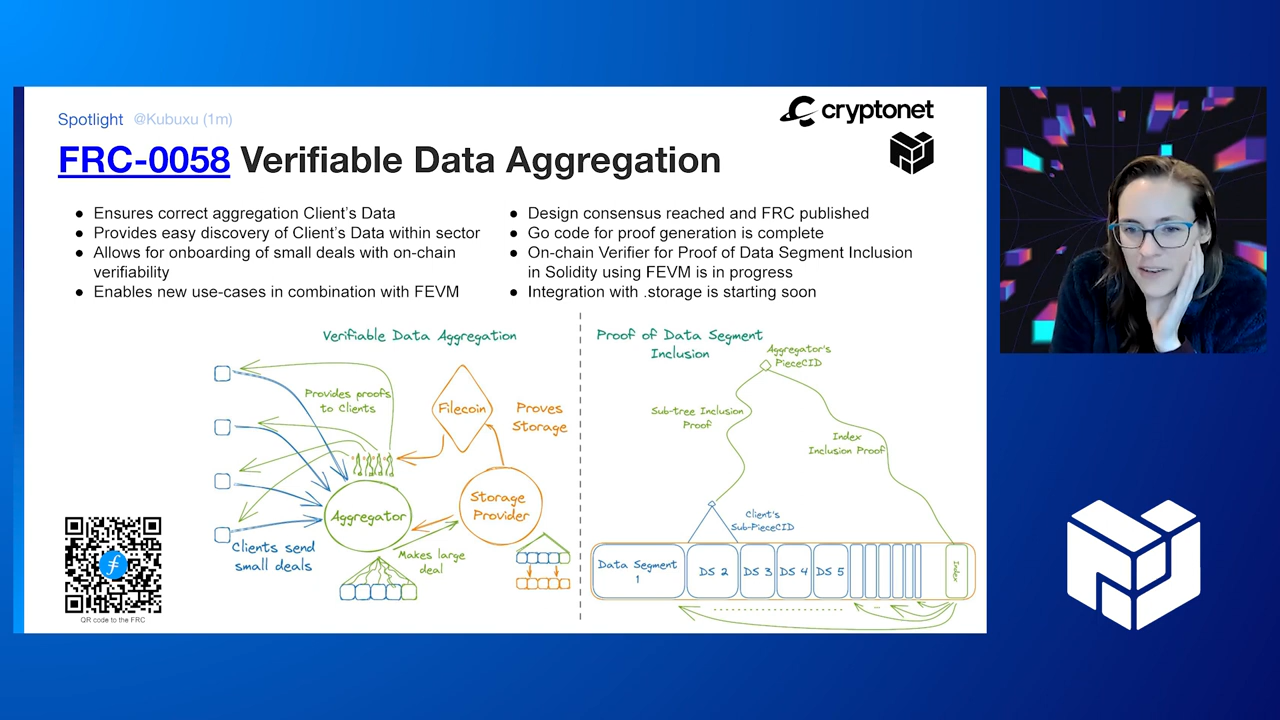 Spotlight @Kubuxu (1m)
cryptonet
FRC-0058 Verifiable Data Aggregation
● Ensures correct aggregation Client's Data
● Provides easy discovery of Client's Data within sector
● Allows for onboarding of small deals with on-chain
verifiability
● Enables new use-cases in combination with FEVM
● Design consensus reached and FRC published
● Go code for proof generation is complete
● On-chain Verifier for Proof of Data Segment Inclusion
in Solidity using FEVM is in progress
● Integration with .storage is starting soon
Verifiable Data Aggregation
Provides proofs
to Clients
Filecoin
Proves
Storage
Aggregator
Storage
Provider
Clients send
small deals
Makes large
deal
QR code to the FRC
Proof of Data Segment
Inclusion
Aggregator's
PieceCID
Sub-tree Inclusion
Proof
Index
Inclusion Proof
Client's
Sub-PieceCID
Data Segment
1
DS 2
DS 3
DS 4
DS 5
Index